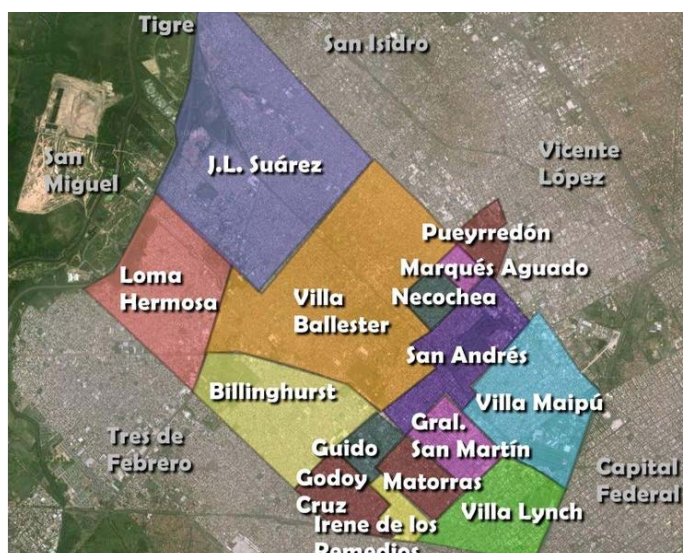 Tigre
San Isidro
San
Miguel
J.L. Suárez
Vicente
López
Pueyrredón
Marqués Aguado
Loma
Hermosa
Villa
Ballester
Necochea
San Andrés
Billinghurst
Villa Maipú
Gral.
San Martín
Tres de
Febrero
Guido
Godoy
Cruz
Matorras
Capital
Federal
Villa Lynch
Irene de los
Remedios